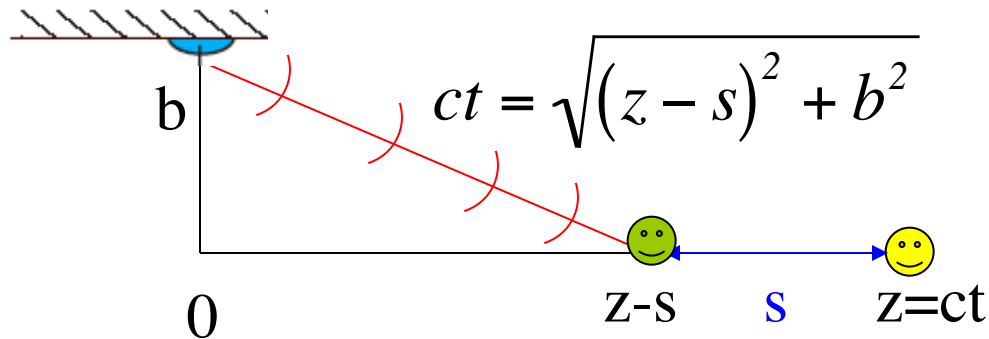 ct = √(z − s)² + b²
b
z-s
s
z=ct
0